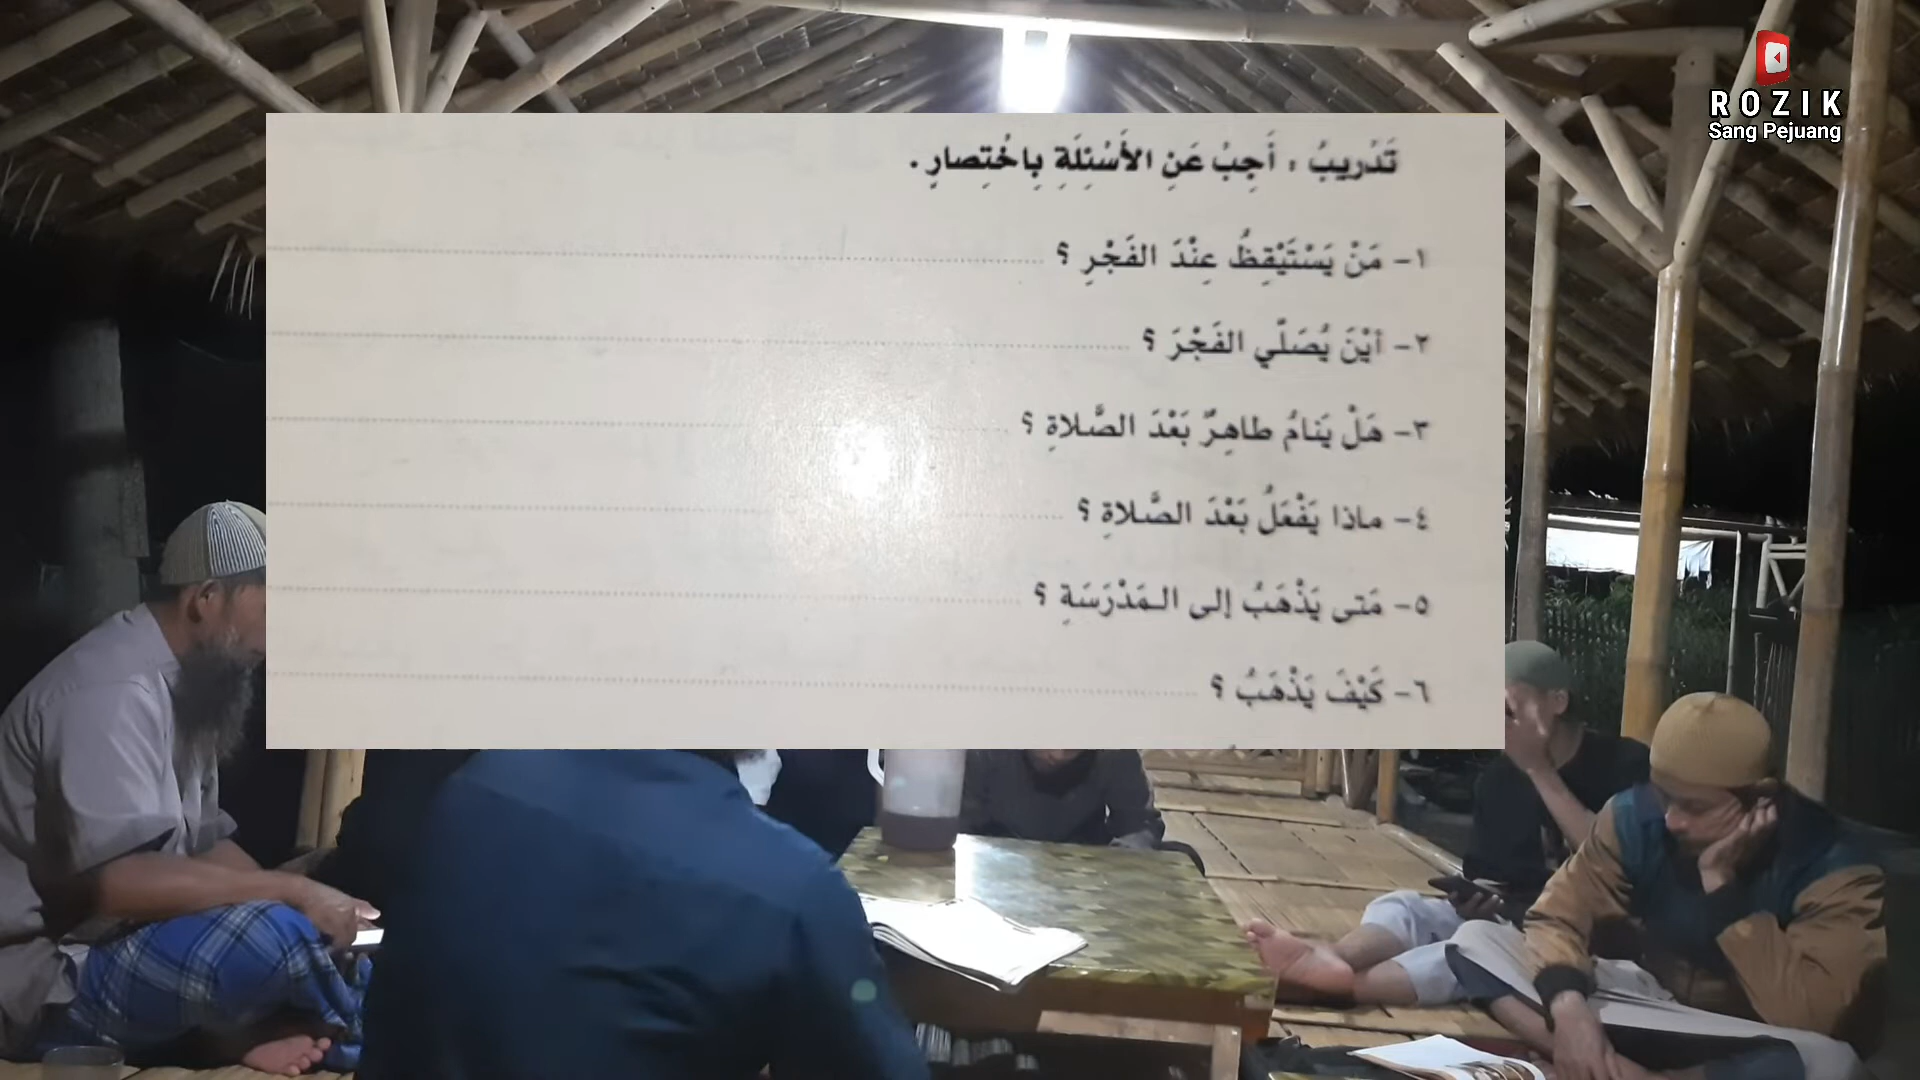 ROZIK
Sang Pejuang
تَدْرِيبٌ : أَجِبْ عَنِ الأَسْئِلَةِ بِاخْتِصارٍ .
١- مَنْ يَسْتَيْقِظُ عِنْدَ الفَجْرِ ؟
٢- أَيْنَ يُصَلِّي الفَجْرَ ؟
٣- هَلْ يَنامُ طاهِرٌ بَعْدَ الصَّلاةِ ؟
٤- ماذا يَفْعَلُ بَعْدَ الصَّلاةِ ؟
٥- مَتى يَذْهَبُ إلى الـمَدْرَسَةِ ؟
٦- كَيْفَ يَذْهَبُ ؟